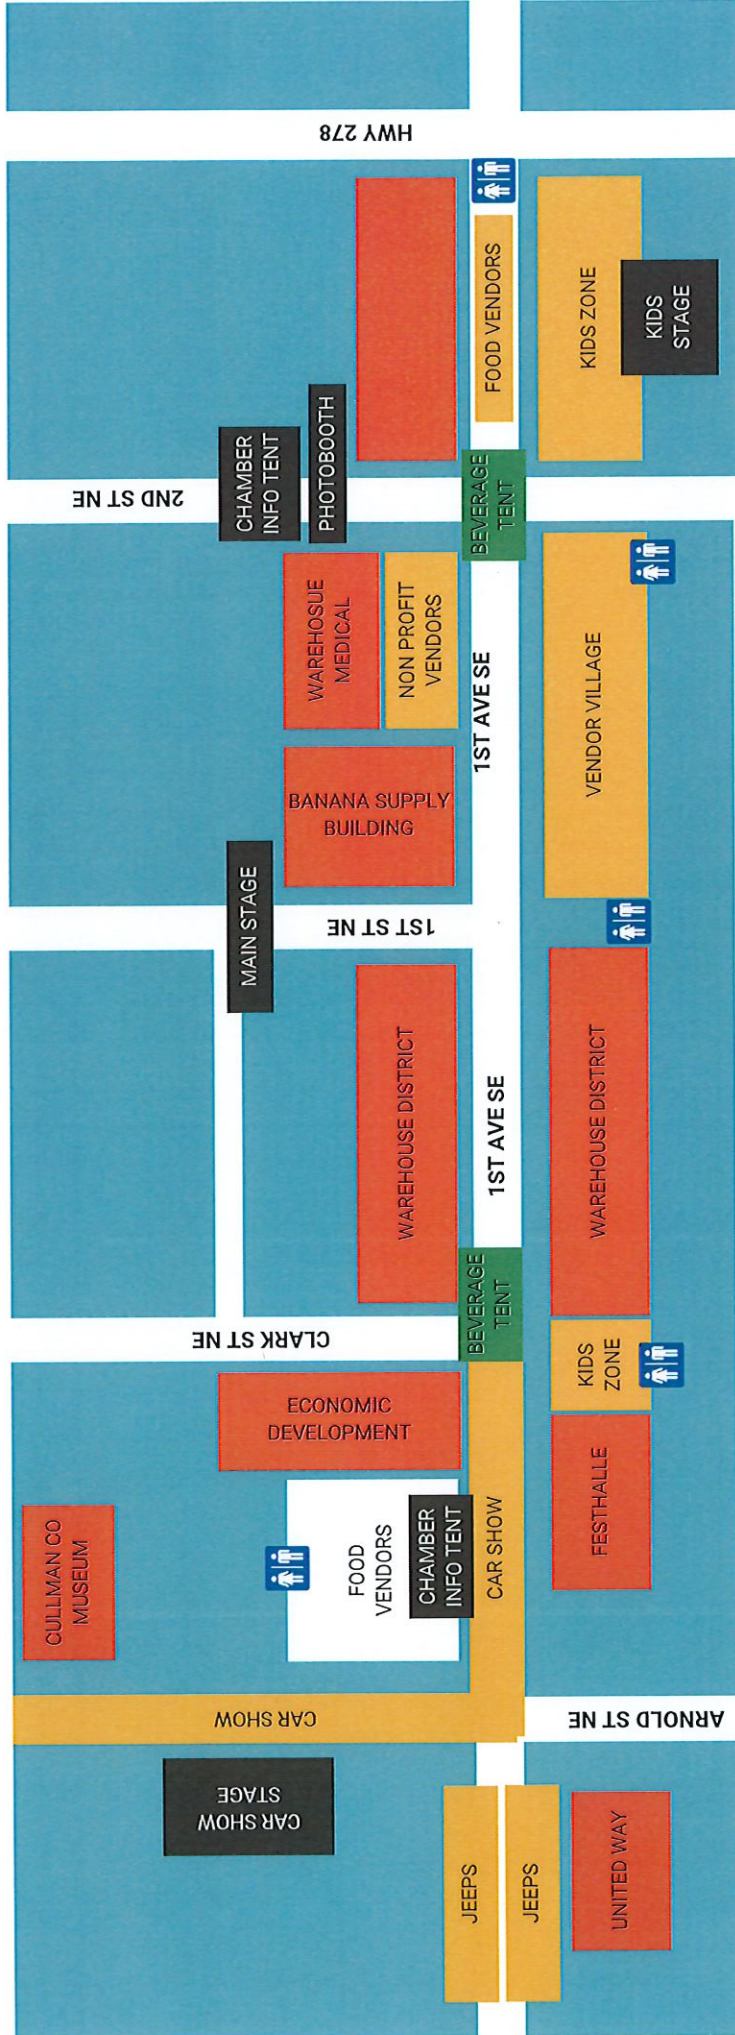 HWY 278
FOOD VENDORS
KIDS ZONE
KIDS
STAGE
2ND ST NE
CHAMBER
INFO TENT
PHOTOBOOTH
BEVERAGE
TENT
WAREHOSUE
MEDICAL
NON PROFIT
VENDORS
1ST AVE SE
VENDOR VILLAGE
BANANA SUPPLY
BUILDING
MAIN STAGE
1ST ST NE
WAREHOUSE DISTRICT
1ST AVE SE
WAREHOUSE DISTRICT
BEVERAGE
TENT
CLARK ST NE
KIDS
ZONE
ECONOMIC
DEVELOPMENT
FESTHALLE
CULLMAN CO
MUSEUM
FOOD
VENDORS
CHAMBER
INFO TENT
CAR SHOW
CAR SHOW
ARNOLD ST NE
CAR SHOW
STAGE
JEEPS
JEEPS
UNITED WAY